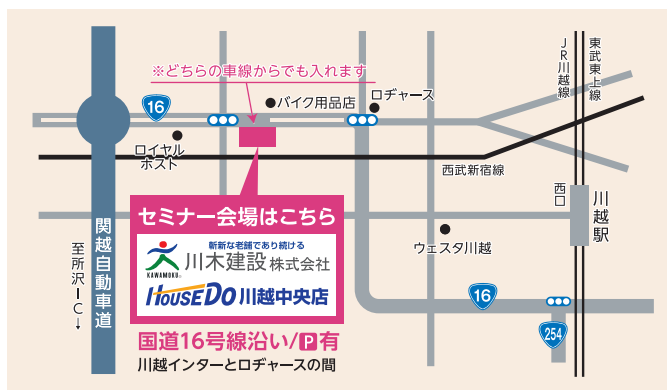 ※どちらの車線からでも入れます
16
バイク用品店
ロヂャース
JR川越線
東武東上線
ロイヤル
ホスト
西武新宿線
西口
川越駅
関越自動車道
至所沢IC↓
セミナー会場はこちら
斬新な老舗であり続ける
KAWAMOKU
川木建設株式会社
HOUSEDO 川越中央店
ウェスタ川越
16
254
国道16号線沿い/P有
川越インターとロヂャースの間